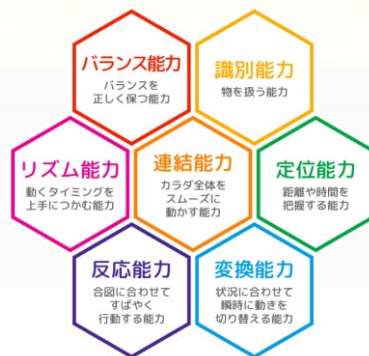 バランス能力
バランスを
正しく保つ能力
識別能力
物を扱う能力
リズム能力
動くタイミングを
上手につかむ能力
連結能力
カラダ全体を
スムーズに
動かす能力
定位能力
距離や時間を
把握する能力
反応能力
合図に合わせて
すばやく
行動する能力
変換能力
状況に合わせて
瞬時に動きを
切り替える能力